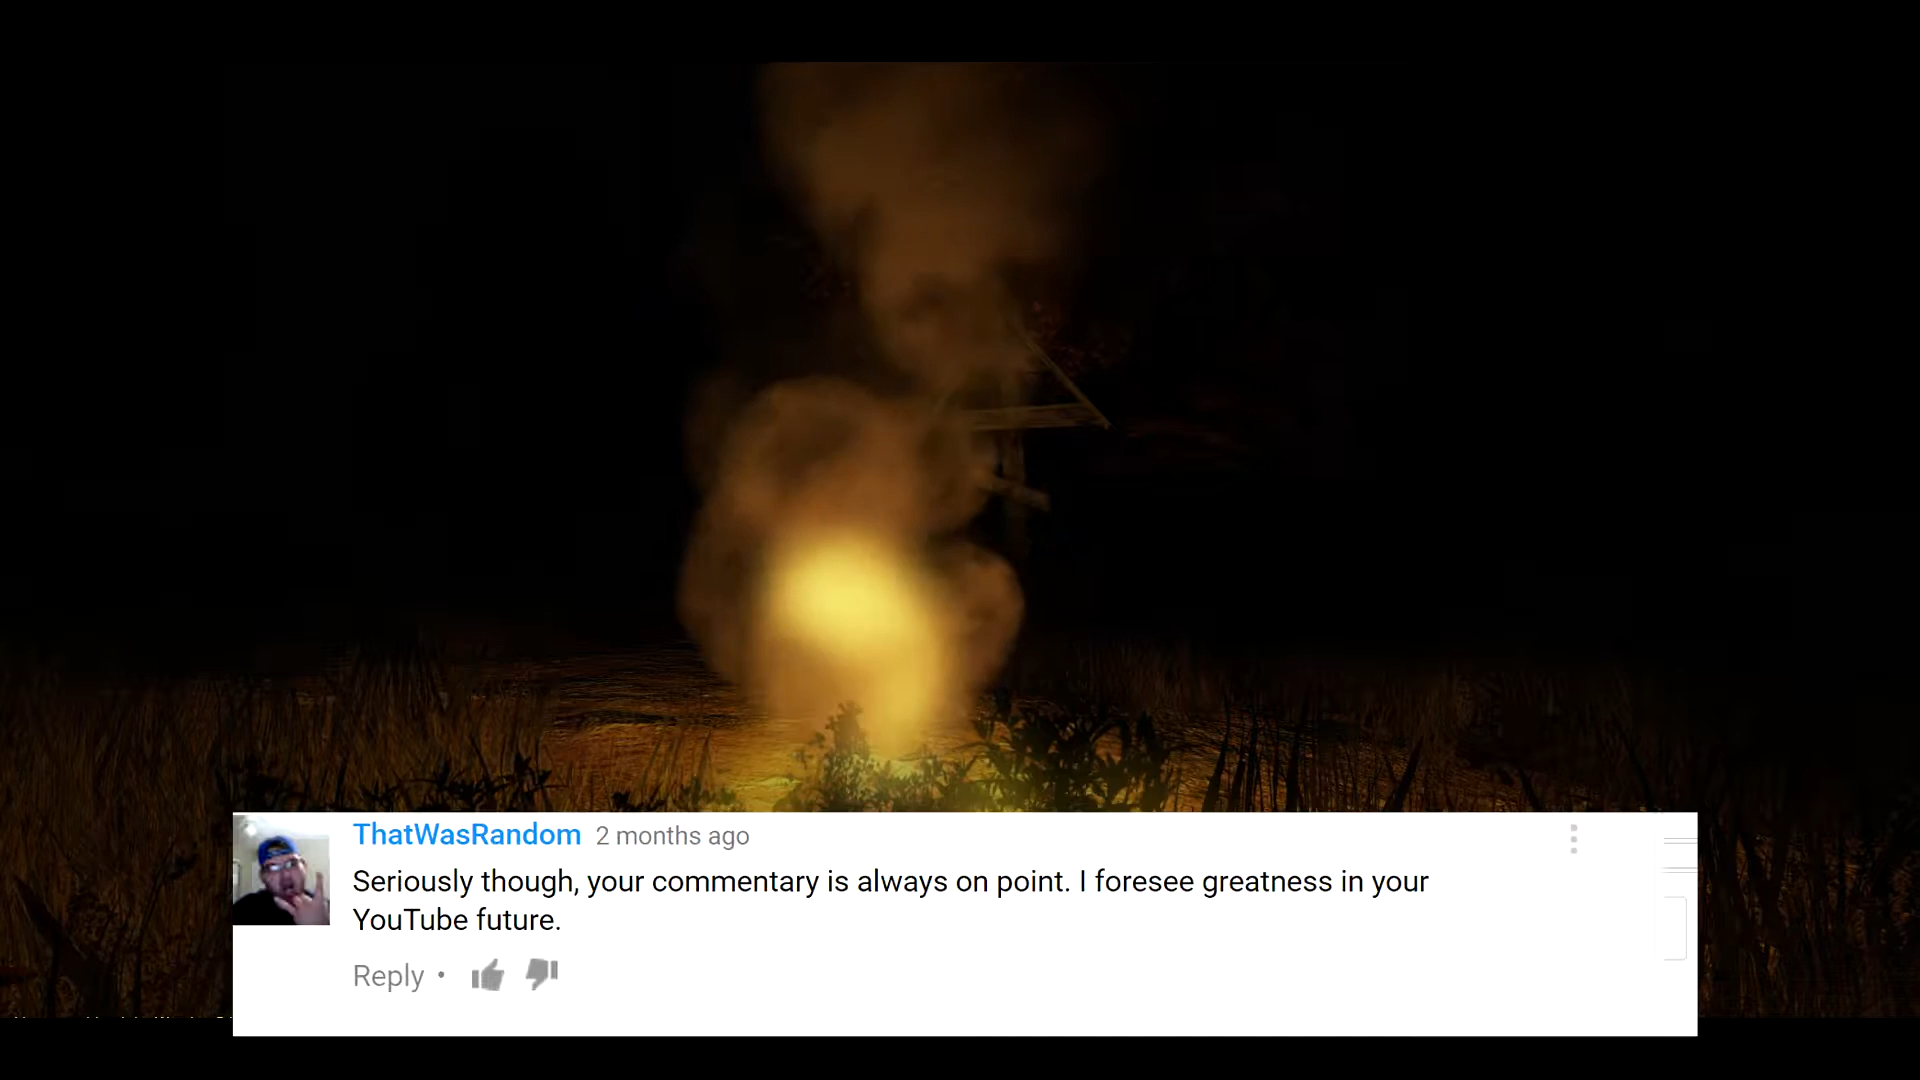 ThatWasRandom 2 months ago
Seriously though, your commentary is always on point. I foresee greatness in your
YouTube future.
Reply •